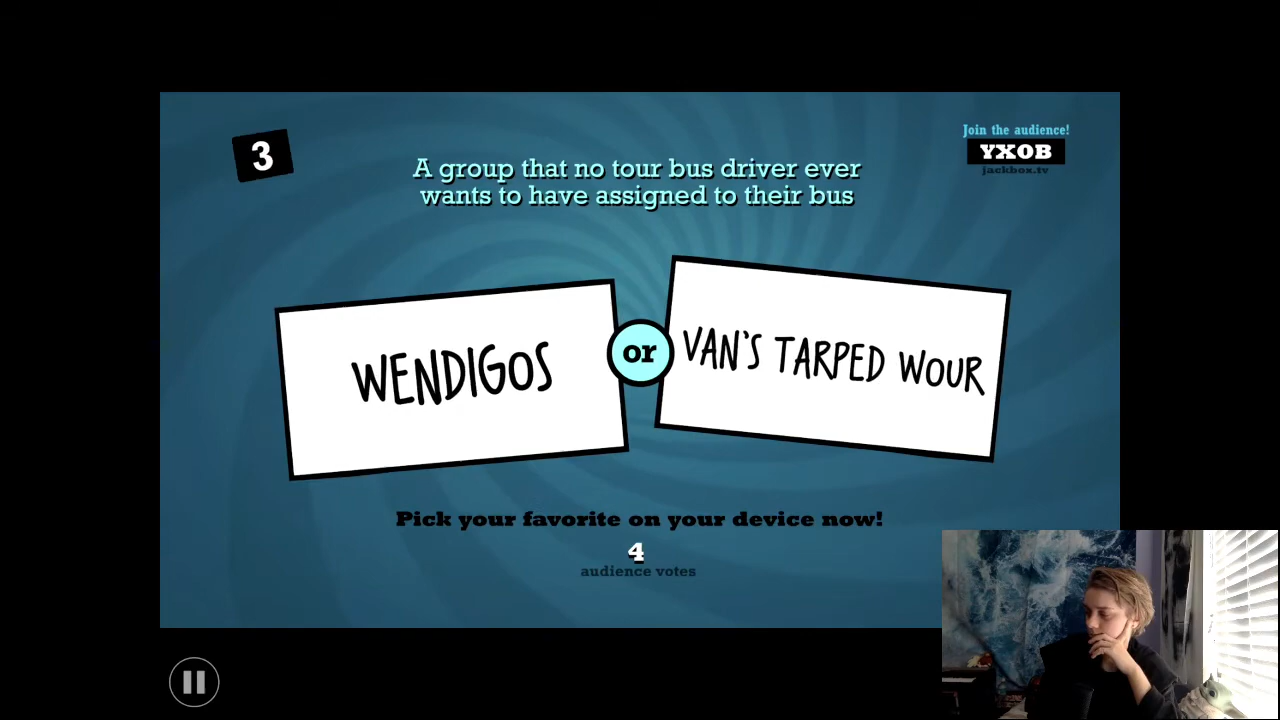 3
Join the audience!
YXOB
jackbox.tv
A group that no tour bus driver ever
wants to have assigned to their bus
WENDIGOS
or
VAN'S TARPED WOUR
Pick your favorite on your device now!
4
audience votes